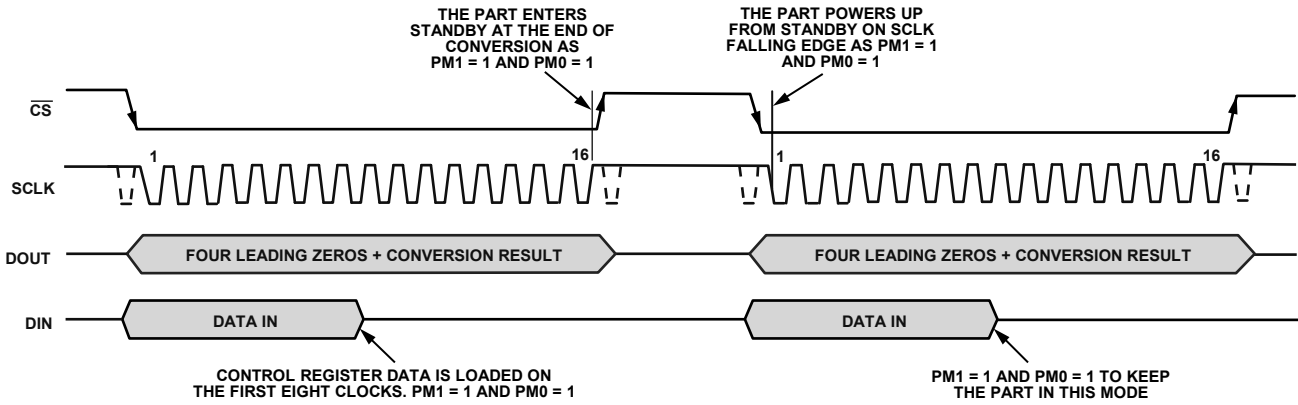 THE PART ENTERS
STANDBY AT THE END OF
CONVERSION AS
PM1 = 1 AND PM0 = 1
THE PART POWERS UP
FROM STANDBY ON SCLK
FALLING EDGE AS PM1 = 1
AND PM0 = 1
CS
1
16
1
16
SCLK
DOUT
FOUR LEADING ZEROS + CONVERSION RESULT
FOUR LEADING ZEROS + CONVERSION RESULT
DIN
DATA IN
DATA IN
CONTROL REGISTER DATA IS LOADED ON
THE FIRST EIGHT CLOCKS. PM1 = 1 AND PM0 = 1
PM1 = 1 AND PM0 = 1 TO KEEP
THE PART IN THIS MODE